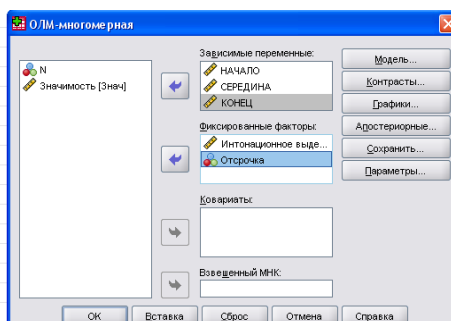 ОЛМ-многомерная
N
Значимость [Знач]
Зависимые переменные:
НАЧАЛО
СЕРЕДИНА
КОНЕЦ
Фиксированные факторы:
Интонационное выде...
Отсрочка
Ковариаты:
Взвешенный МНК:
Модель...
Контрасты...
Графики...
Апостериорные...
Сохранить...
Параметры...
ОК
Вставка
Сброс
Отмена
Справка